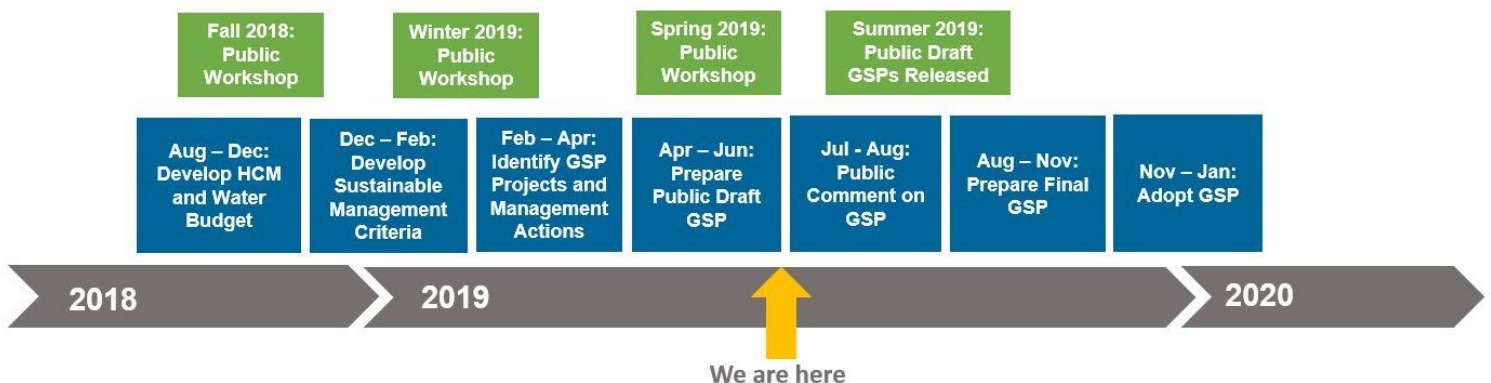 Fall 2018:
Public
Workshop
Winter 2019:
Public
Workshop
Spring 2019:
Public
Workshop
Summer 2019:
Public Draft
GSPs Released
Aug – Dec:
Develop HCM
and Water
Budget
Dec – Feb:
Develop
Sustainable
Management
Criteria
Feb – Apr:
Identify GSP
Projects and
Management
Actions
Apr – Jun:
Prepare
Public Draft
GSP
Jul - Aug:
Public
Comment on
GSP
Aug – Nov:
Prepare Final
GSP
Nov – Jan:
Adopt GSP
2018
2019
2020
We are here